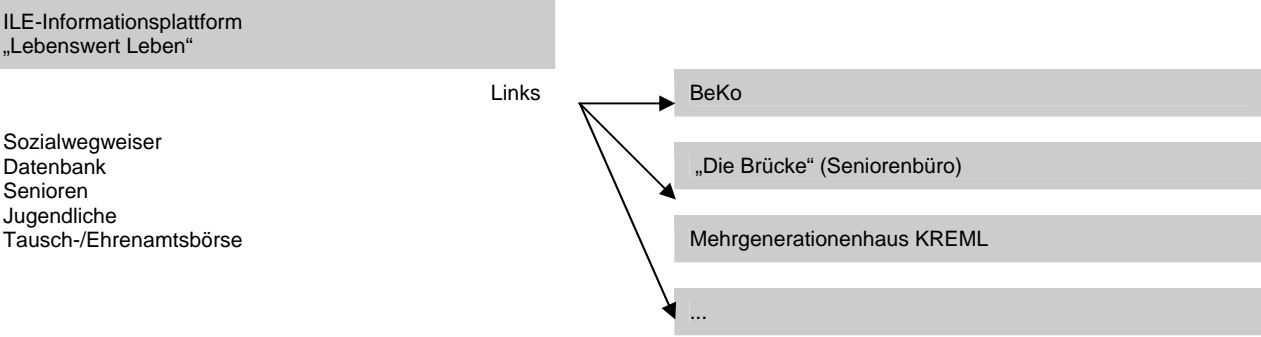 ILE-Informationsplattform
„Lebenswert Leben“
Links
Sozialwegweiser
Datenbank
Senioren
Jugendliche
Tausch-/Ehrenamtsbörse
BeKo
„Die Brücke“ (Seniorenbüro)
Mehrgenerationenhaus KREML
...